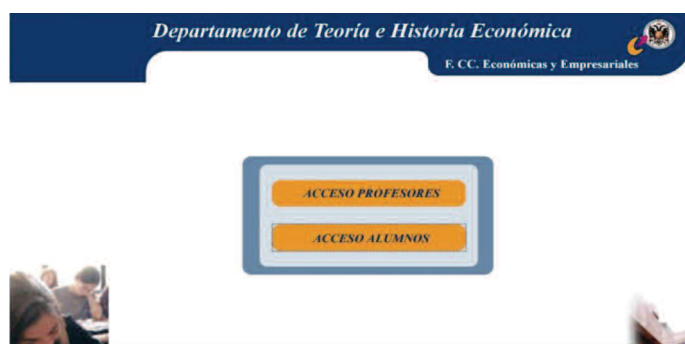 Departamento de Teoría e Historia Económica
F. CC. Económicas y Empresariales
ACCESO PROFESORES
ACCESO ALUMNOS